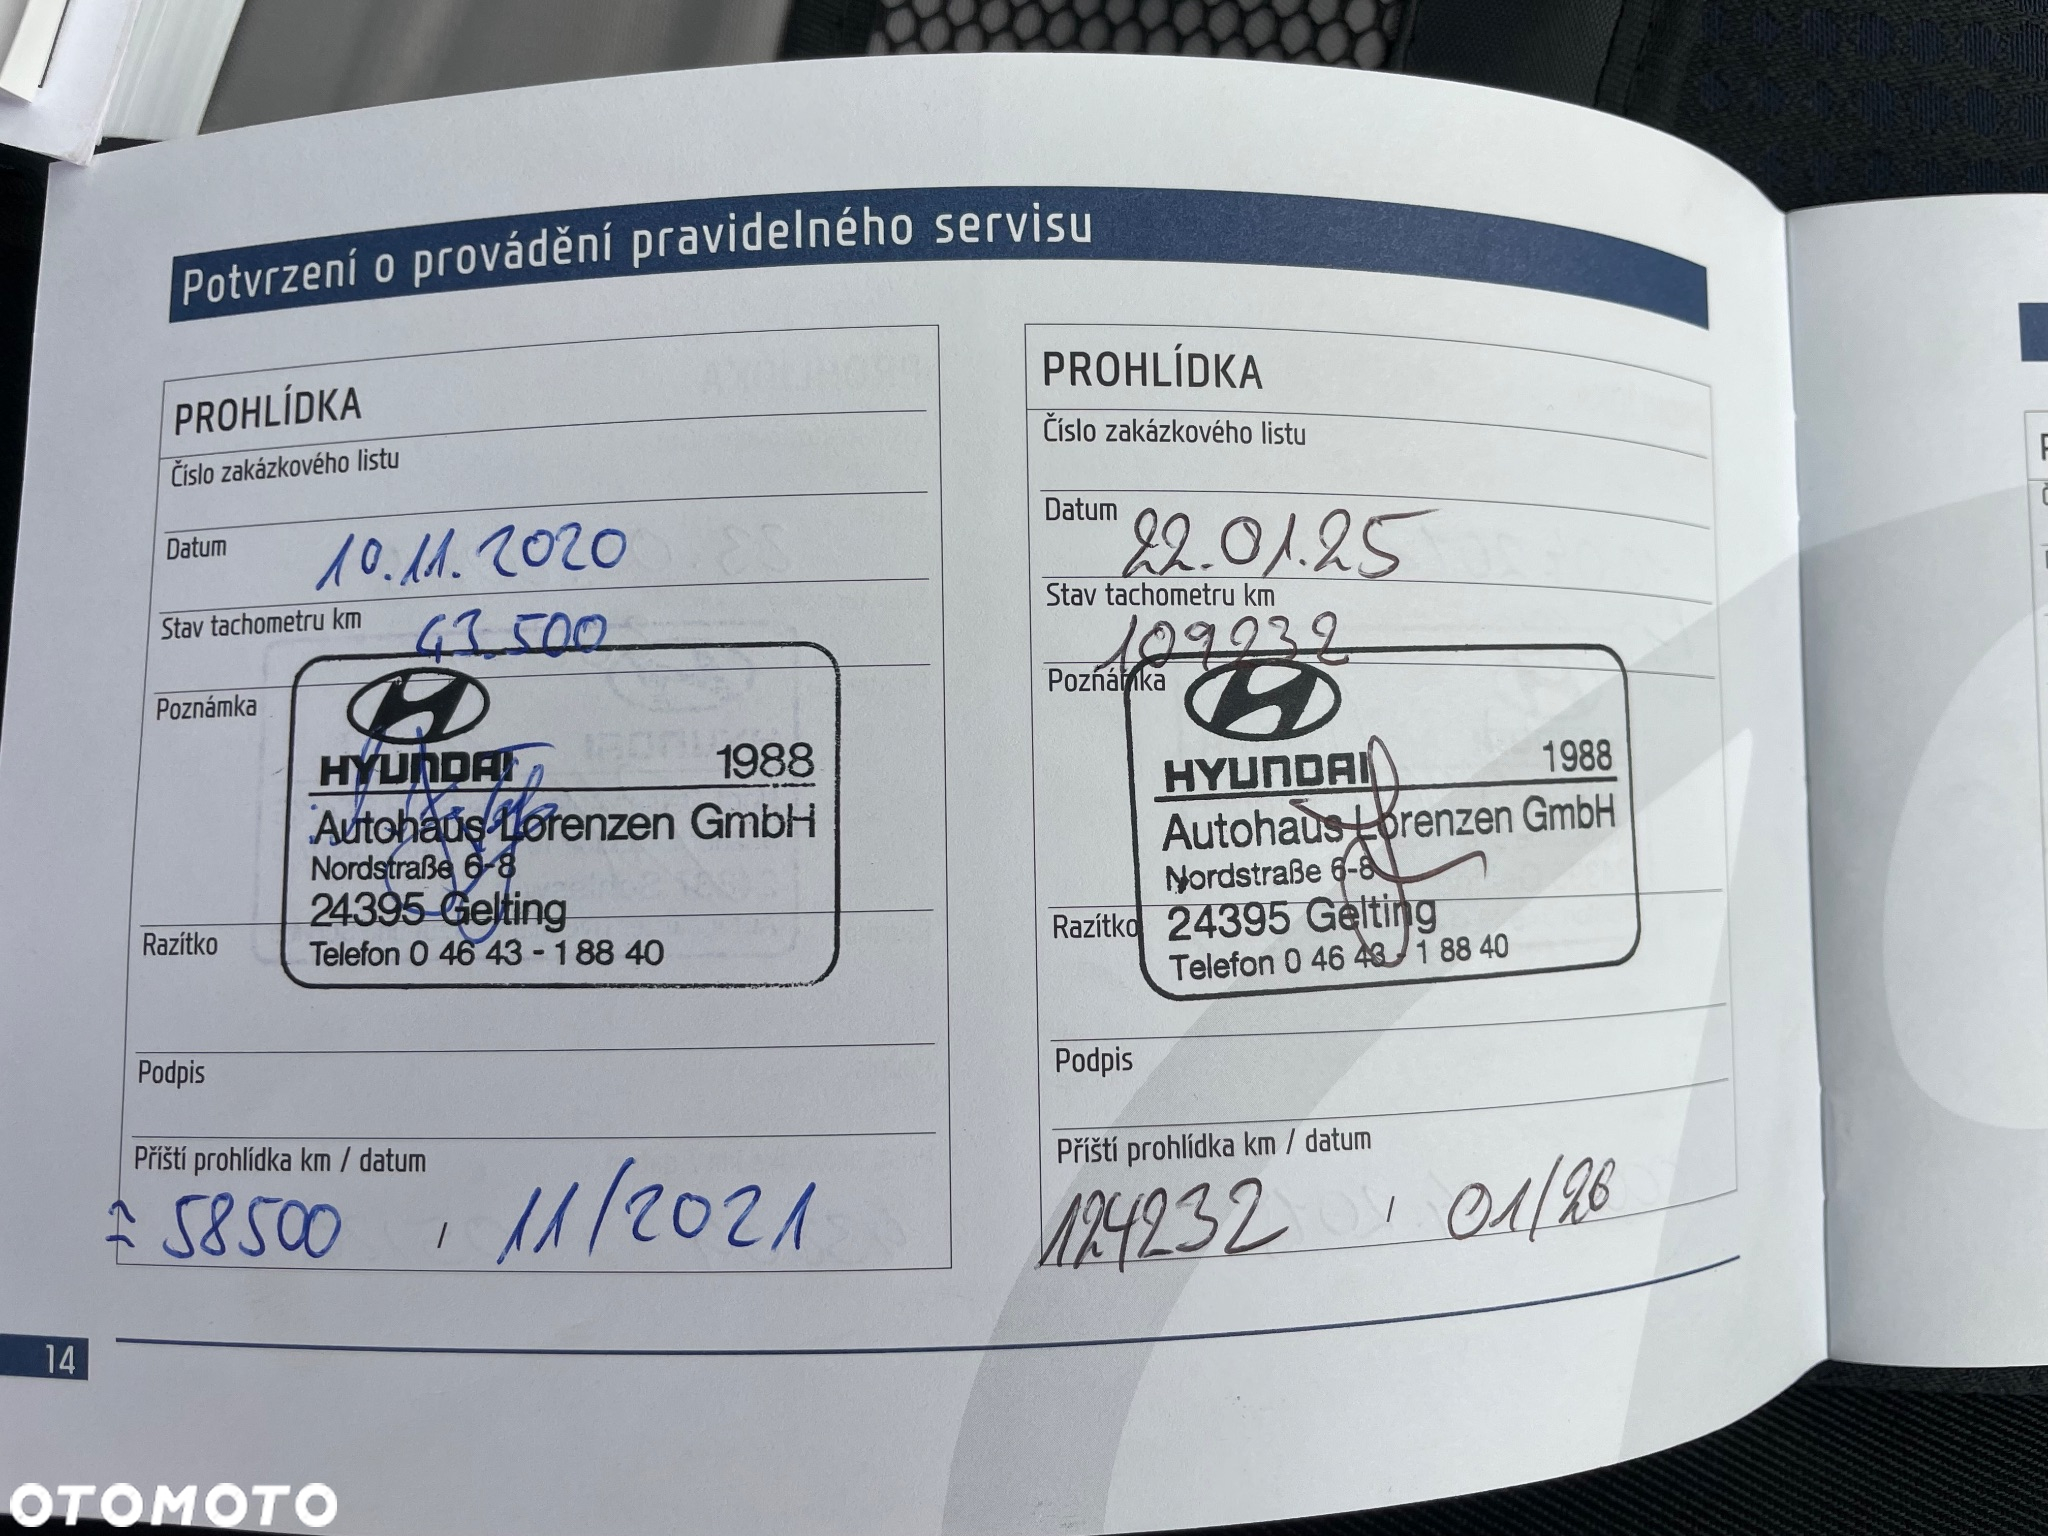 Potvrzení o provádění pravidelného servisu
PROHLÍDKA
Číslo zakázkového listu
Datum 10.11.2020
Stav tachometru km 43.500
Poznámka
HYUNDAI 1988
Autohaus Lorenzen GmbH
Nordstraße 6-8
24395 Gelting
Telefon 0 46 43 - 1 88 40
Razítko
Podpis
Příští prohlídka km / datum
≈ 58500 , 11/2021
PROHLÍDKA
Číslo zakázkového listu
Datum 22.01.25
Stav tachometru km 109232
Poznámka
HYUNDAI 1988
Autohaus Lorenzen GmbH
Nordstraße 6-8
24395 Gelting
Telefon 0 46 43 - 1 88 40
Razítko
Podpis
Příští prohlídka km / datum
124232 , 01/26
14
OTOMOTO